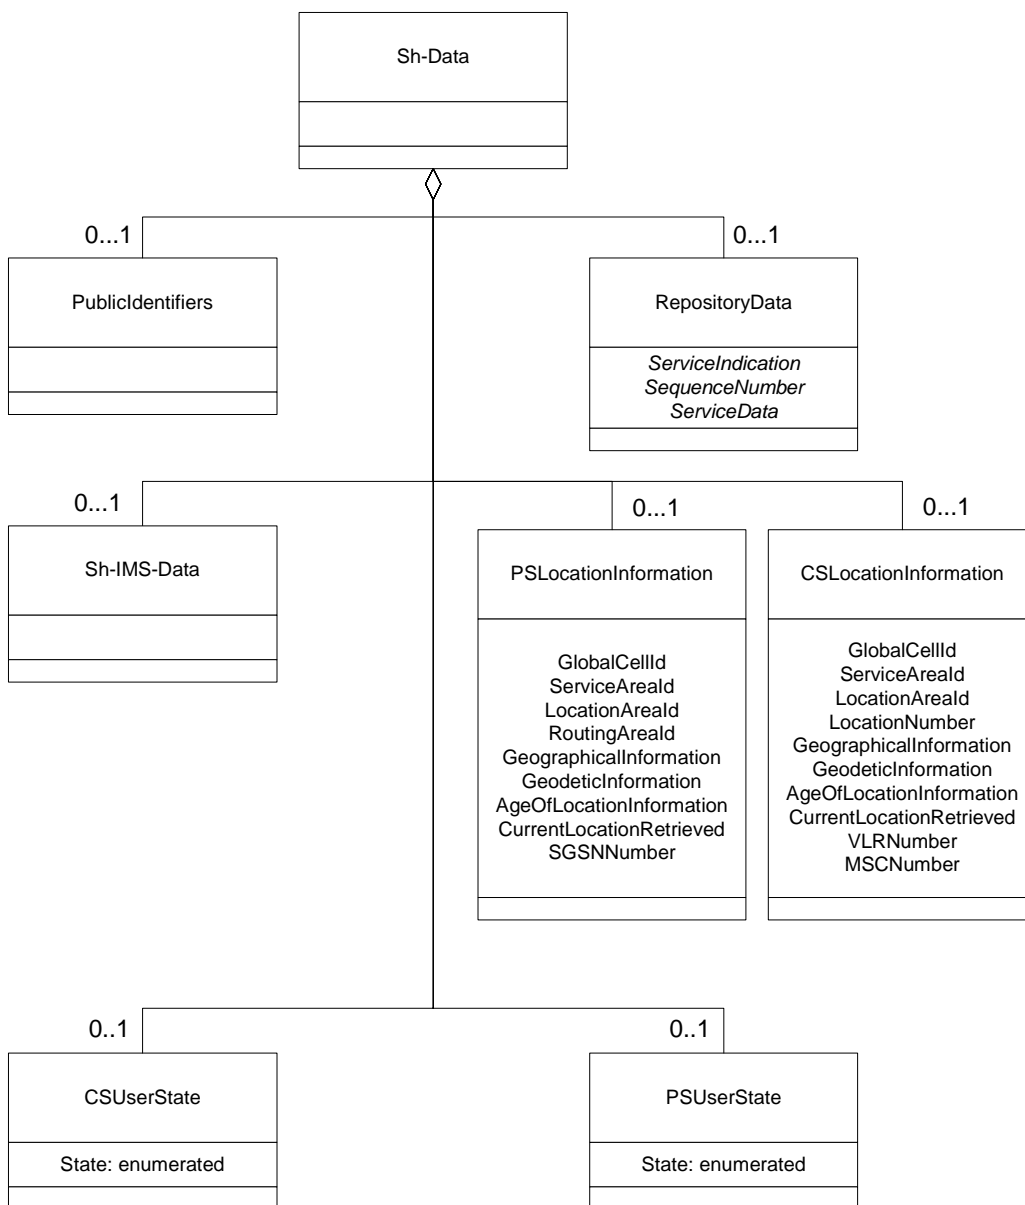 Sh-Data
0...1
0...1
PublicIdentifiers
RepositoryData
ServiceIndication
SequenceNumber
ServiceData
0...1
0...1
0...1
Sh-IMS-Data
PSLocationInformation
CSLocationInformation
GlobalCellId
ServiceAreaId
LocationAreaId
RoutingAreaId
GeographicalInformation
GeodeticInformation
AgeOfLocationInformation
CurrentLocationRetrieved
SGSNNumber
GlobalCellId
ServiceAreaId
LocationAreaId
LocationNumber
GeographicalInformation
GeodeticInformation
AgeOfLocationInformation
CurrentLocationRetrieved
VLRNumber
MSCNumber
0..1
0..1
CSUserState
PSUserState
State: enumerated
State: enumerated